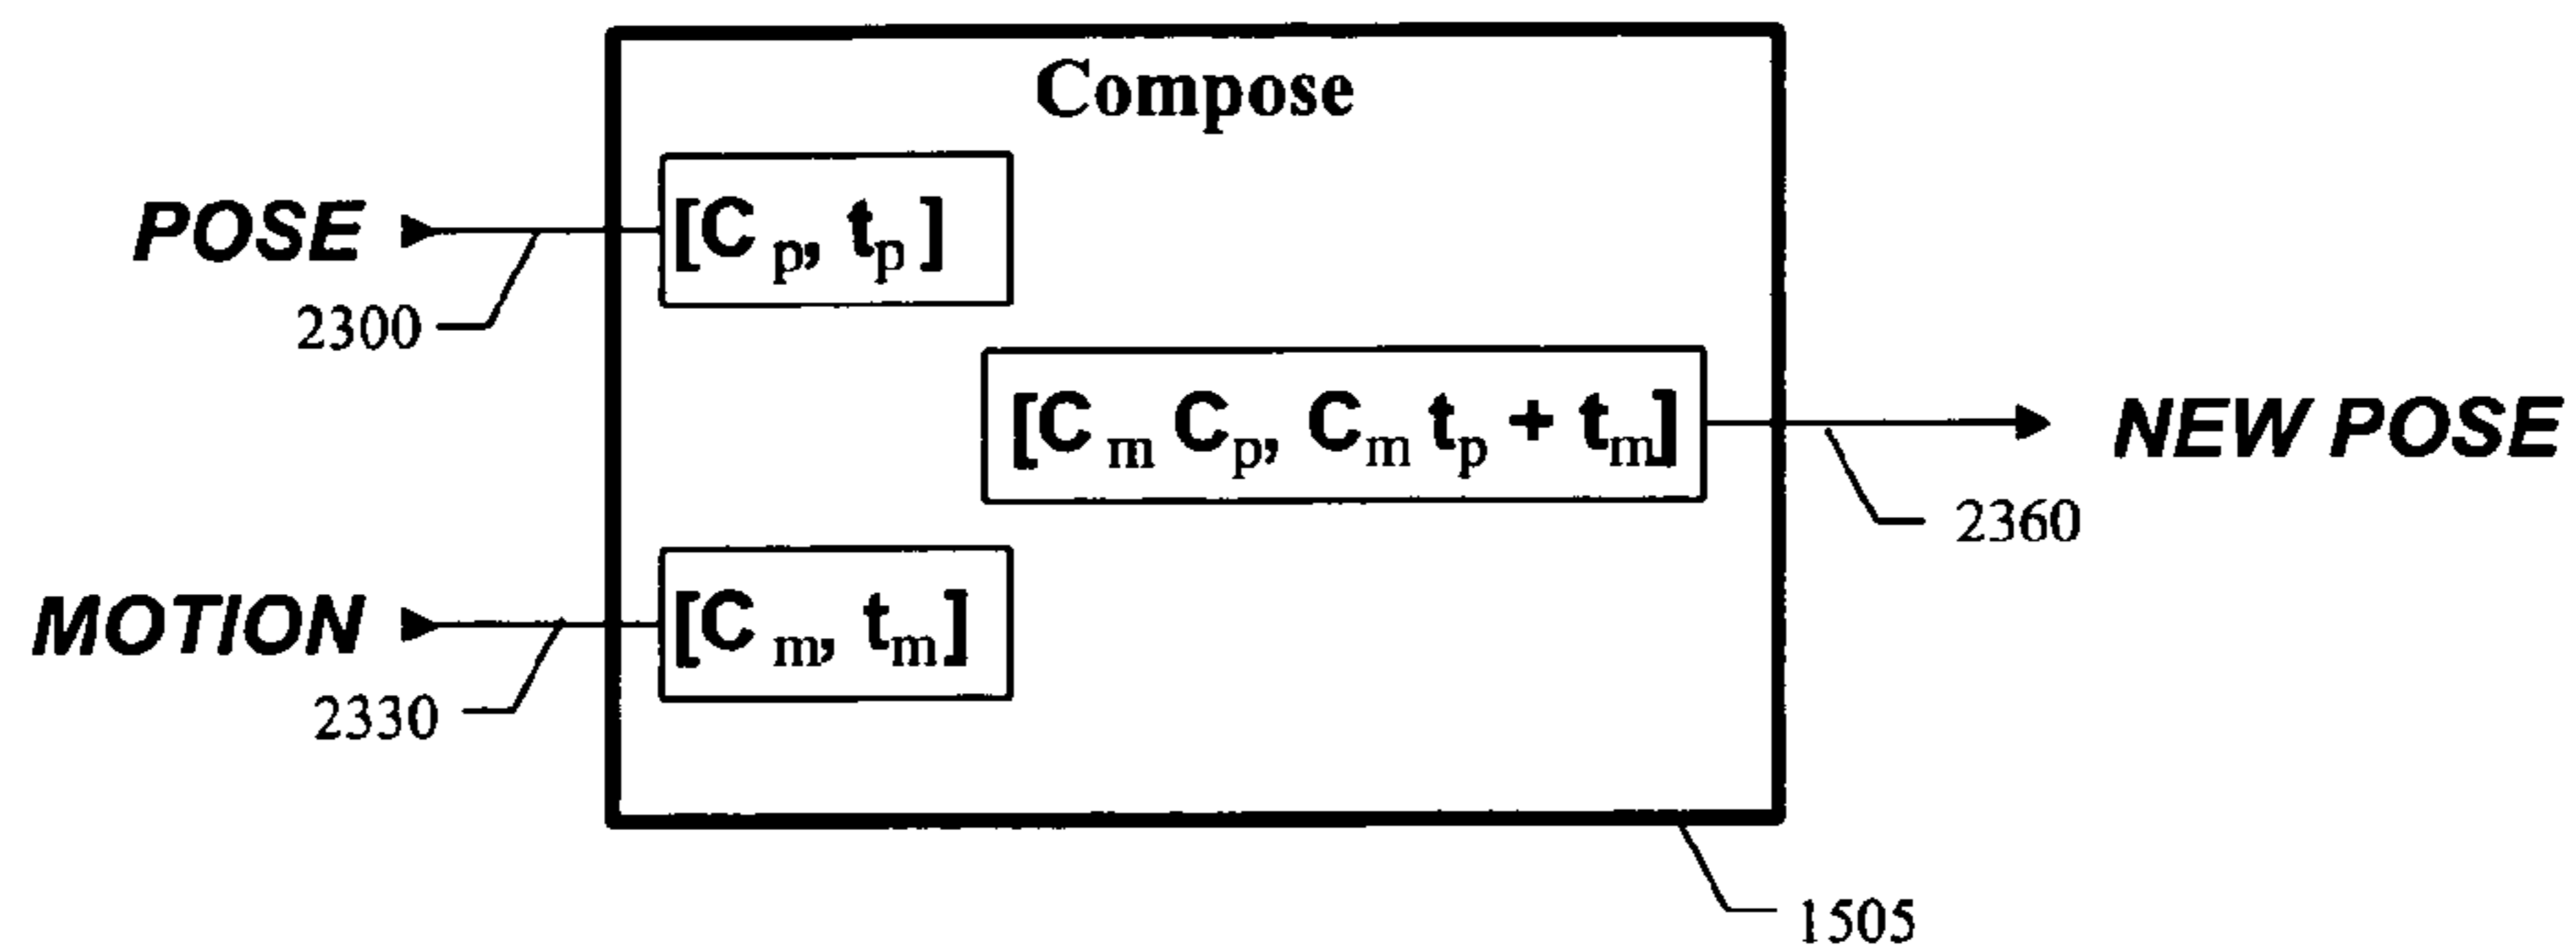 Compose
POSE
[C p, tp ]
2300
[C m C p, C m tp + tm]
NEW POSE
2360
MOTION
[C m, tm]
2330
1505